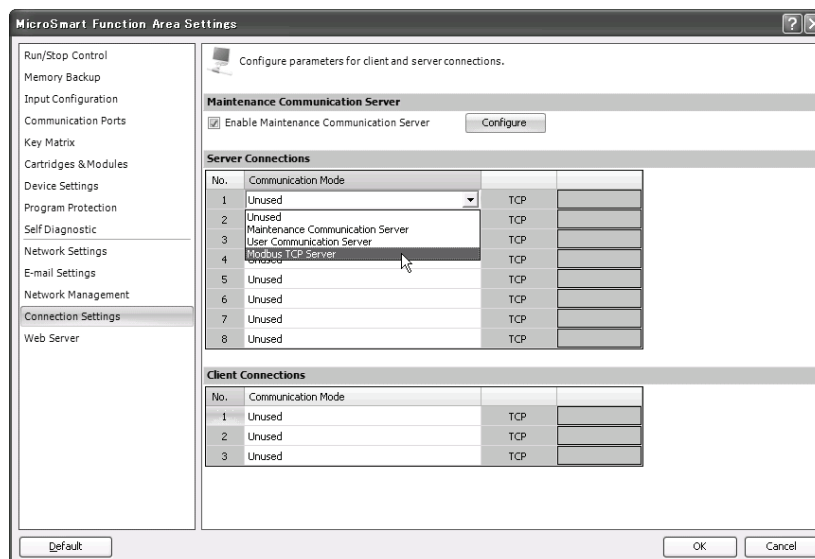 MicroSmart Function Area Settings
Run/Stop Control
Memory Backup
Input Configuration
Communication Ports
Key Matrix
Cartridges & Modules
Device Settings
Program Protection
Self Diagnostic
Network Settings
E-mail Settings
Network Management
Connection Settings
Web Server
Configure parameters for client and server connections.
Maintenance Communication Server
Enable Maintenance Communication Server Configure
Server Connections
No. Communication Mode
1 Unused TCP
2 Unused TCP
Maintenance Communication Server
3 User Communication Server TCP
Modbus TCP Server
4 Unused TCP
5 Unused TCP
6 Unused TCP
7 Unused TCP
8 Unused TCP
Client Connections
No. Communication Mode
1 Unused TCP
2 Unused TCP
3 Unused TCP
Default OK Cancel